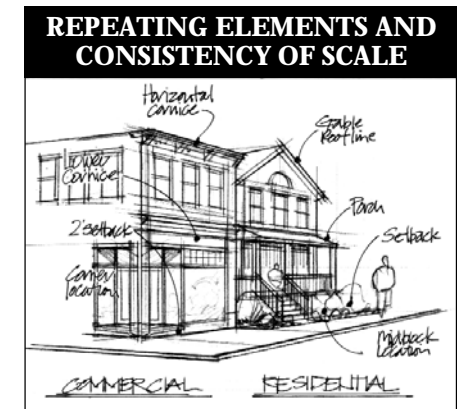 REPEATING ELEMENTS AND
CONSISTENCY OF SCALE
Horizontal
Cornice
Gable
Roofline
Lower
Cornice
Porch
2' setback
Setback
Corner
location
Midblock
Location
COMMERCIAL
RESIDENTIAL